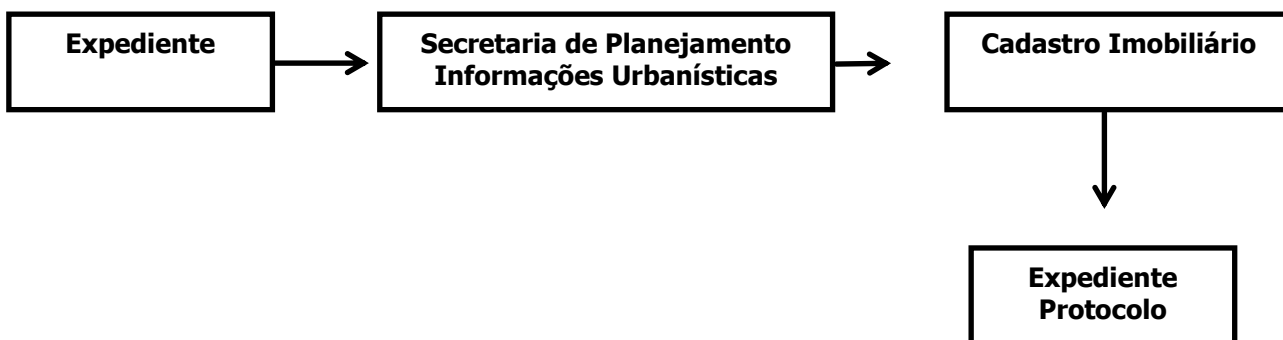 Expediente
Secretaria de Planejamento
Informações Urbanísticas
Cadastro Imobiliário
Expediente
Protocolo